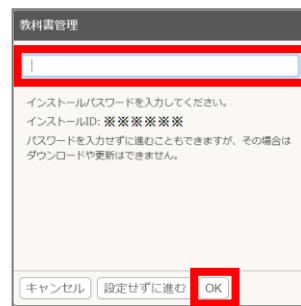 教科書管理
インストールパスワードを入力してください。
インストールID: ※※※※※※
パスワードを入力せずに進むこともできますが、その場合は
ダウンロードや更新はできません。
キャンセル 設定せずに進む OK